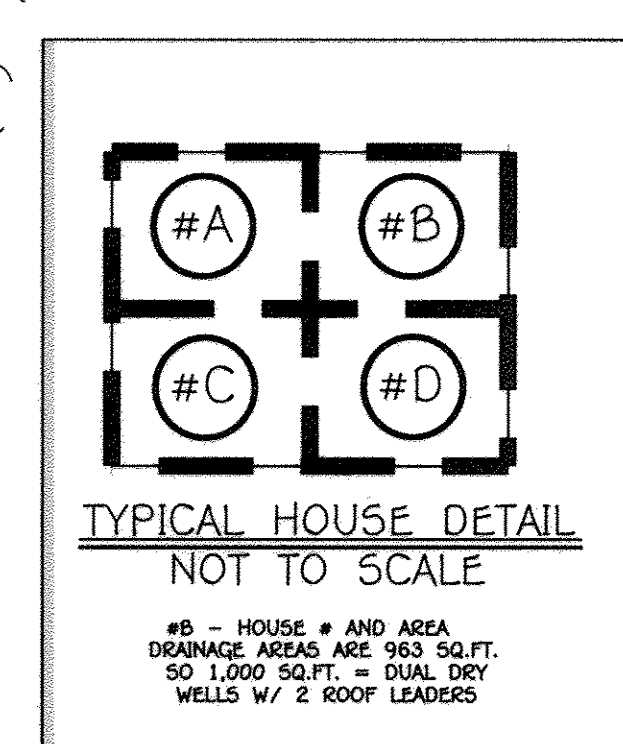 #A #B
#C #D
TYPICAL HOUSE DETAIL
NOT TO SCALE
#B - HOUSE # AND AREA
DRAINAGE AREAS ARE 963 SQ.FT.
SO 1,000 SQ.FT. = DUAL DRY
WELLS W/ 2 ROOF LEADERS